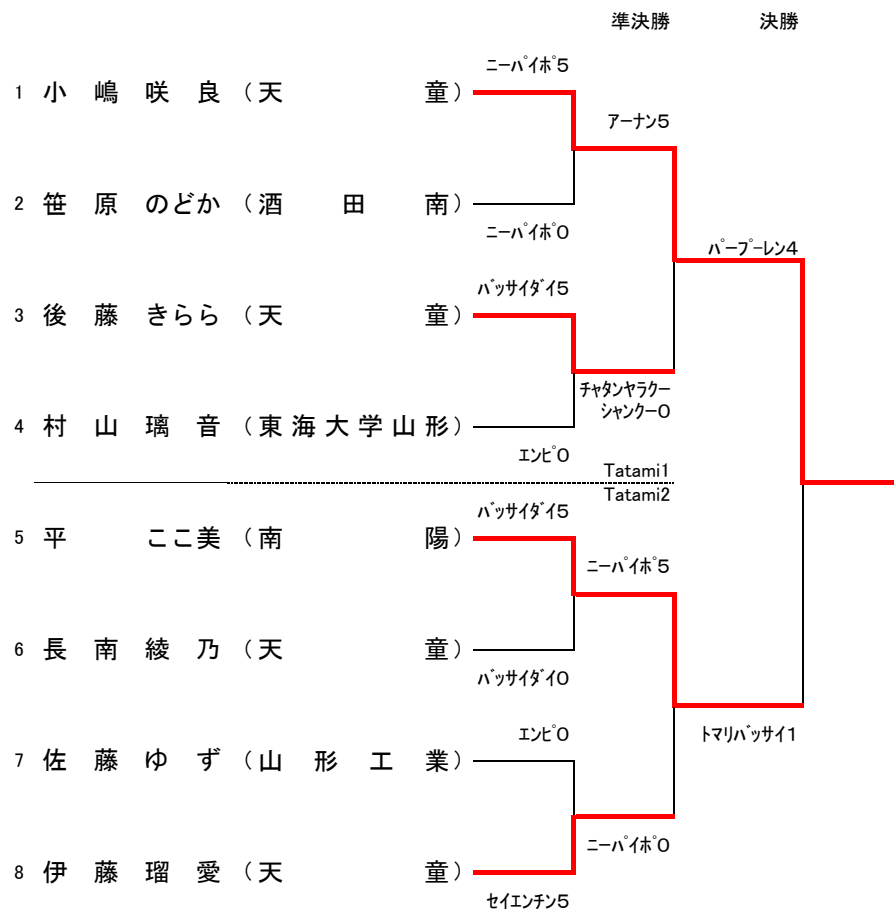 準決勝 決勝
ニーパイポ5
1 小嶋咲良 (天童)
アーナン5
2 笹原のどか (酒田南)
ニーパイポ0
パープーレン4
バッサイダイ5
3 後藤きらら (天童)
チャタンヤラクー
シャンクー0
4 村山璃音 (東海大学山形)
エンピ0
Tatami1
Tatami2
バッサイダイ5
5 平ここ美 (南陽)
ニーパイポ5
6 長南綾乃 (天童)
バッサイダイ0
エンピ0
トマリバッサイ1
7 佐藤ゆず (山形工業)
ニーパイポ0
8 伊藤瑠愛 (天童)
セイエンチン5